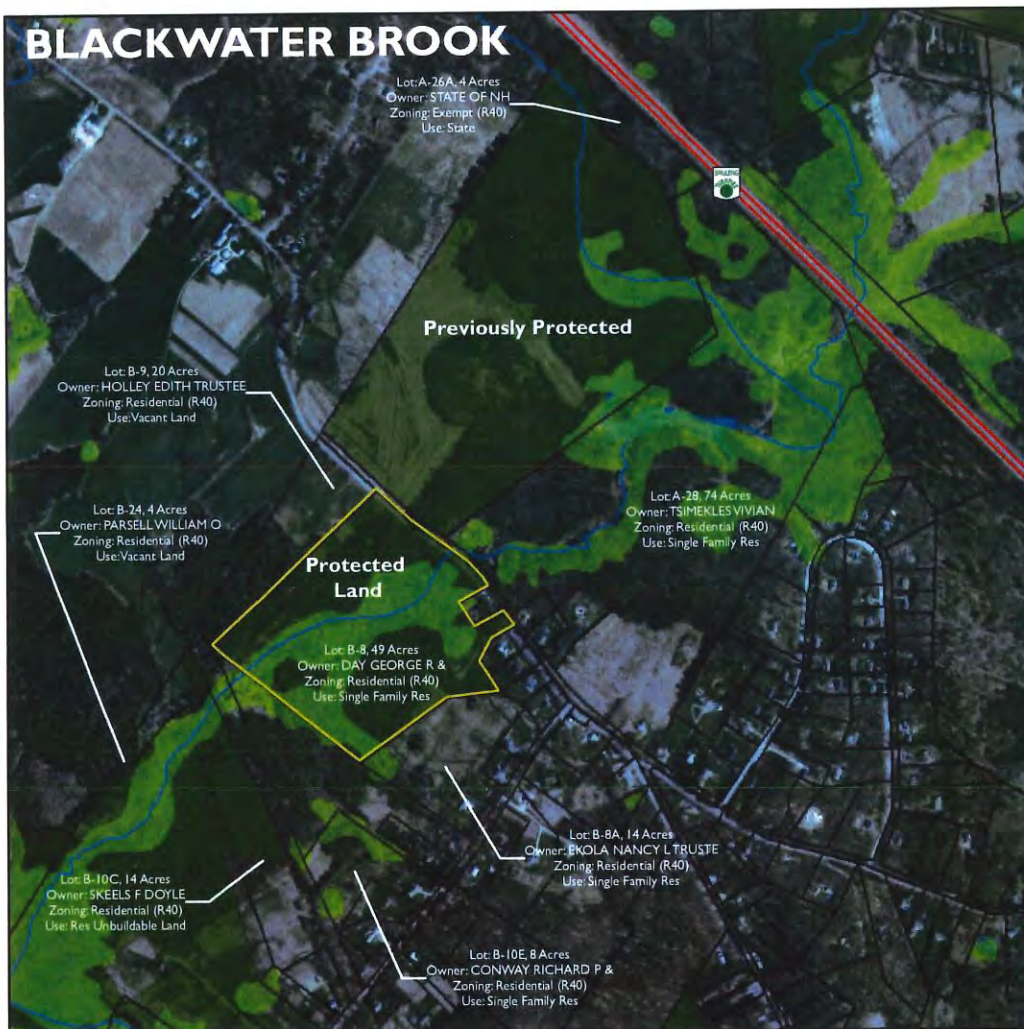 BLACKWATER BROOK
Lot: A-26A, 4 Acres
Owner: STATE OF NH
Zoning: Exempt (R40)
Use: State
SPAULDING
TURNPIKE
Previously Protected
Lot: B-9, 20 Acres
Owner: HOLLEY EDITH TRUSTEE
Zoning: Residential (R40)
Use: Vacant Land
Lot: B-24, 4 Acres
Owner: PARSELL WILLIAM O
Zoning: Residential (R40)
Use: Vacant Land
Lot: A-28, 74 Acres
Owner: TSIMEKLES VIVIAN
Zoning: Residential (R40)
Use: Single Family Res
Protected
Land
Lot: B-8, 49 Acres
Owner: DAY GEORGE R &
Zoning: Residential (R40)
Use: Single Family Res
Lot: B-8A, 14 Acres
Owner: EKOLA NANCY L TRUSTE
Zoning: Residential (R40)
Use: Single Family Res
Lot: B-10C, 14 Acres
Owner: SKEELS F DOYLE
Zoning: Residential (R40)
Use: Res Unbuildable Land
Lot: B-10E, 8 Acres
Owner: CONWAY RICHARD P &
Zoning: Residential (R40)
Use: Single Family Res